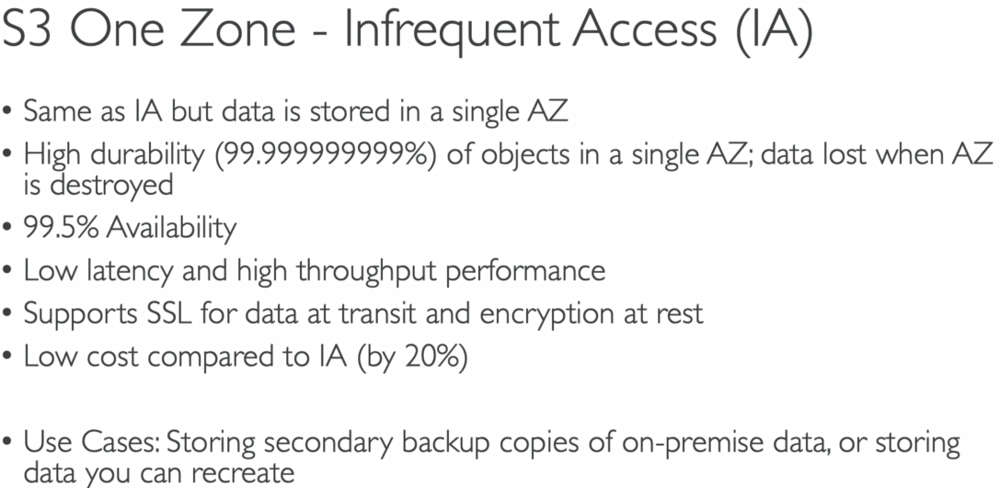 S3 One Zone - Infrequent Access (IA)
• Same as IA but data is stored in a single AZ
• High durability (99.999999999%) of objects in a single AZ; data lost when AZ
is destroyed
• 99.5% Availability
• Low latency and high throughput performance
• Supports SSL for data at transit and encryption at rest
• Low cost compared to IA (by 20%)
• Use Cases: Storing secondary backup copies of on-premise data, or storing
data you can recreate